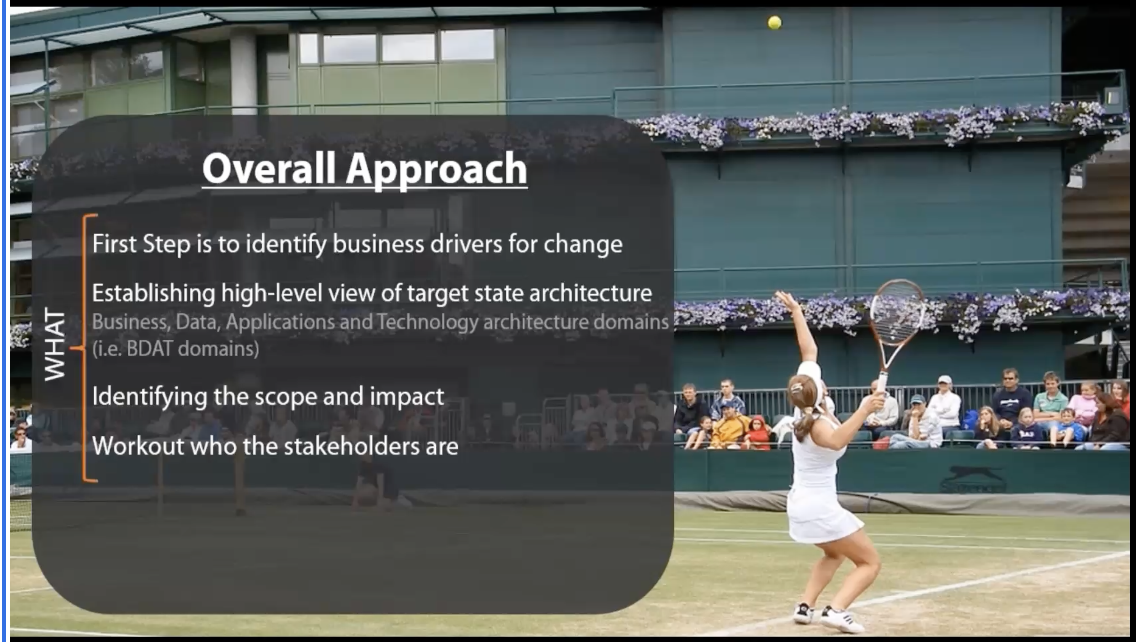 Overall Approach
WHAT
First Step is to identify business drivers for change
Establishing high-level view of target state architecture
Business, Data, Applications and Technology architecture domains
(i.e. BDAT domains)
Identifying the scope and impact
Workout who the stakeholders are